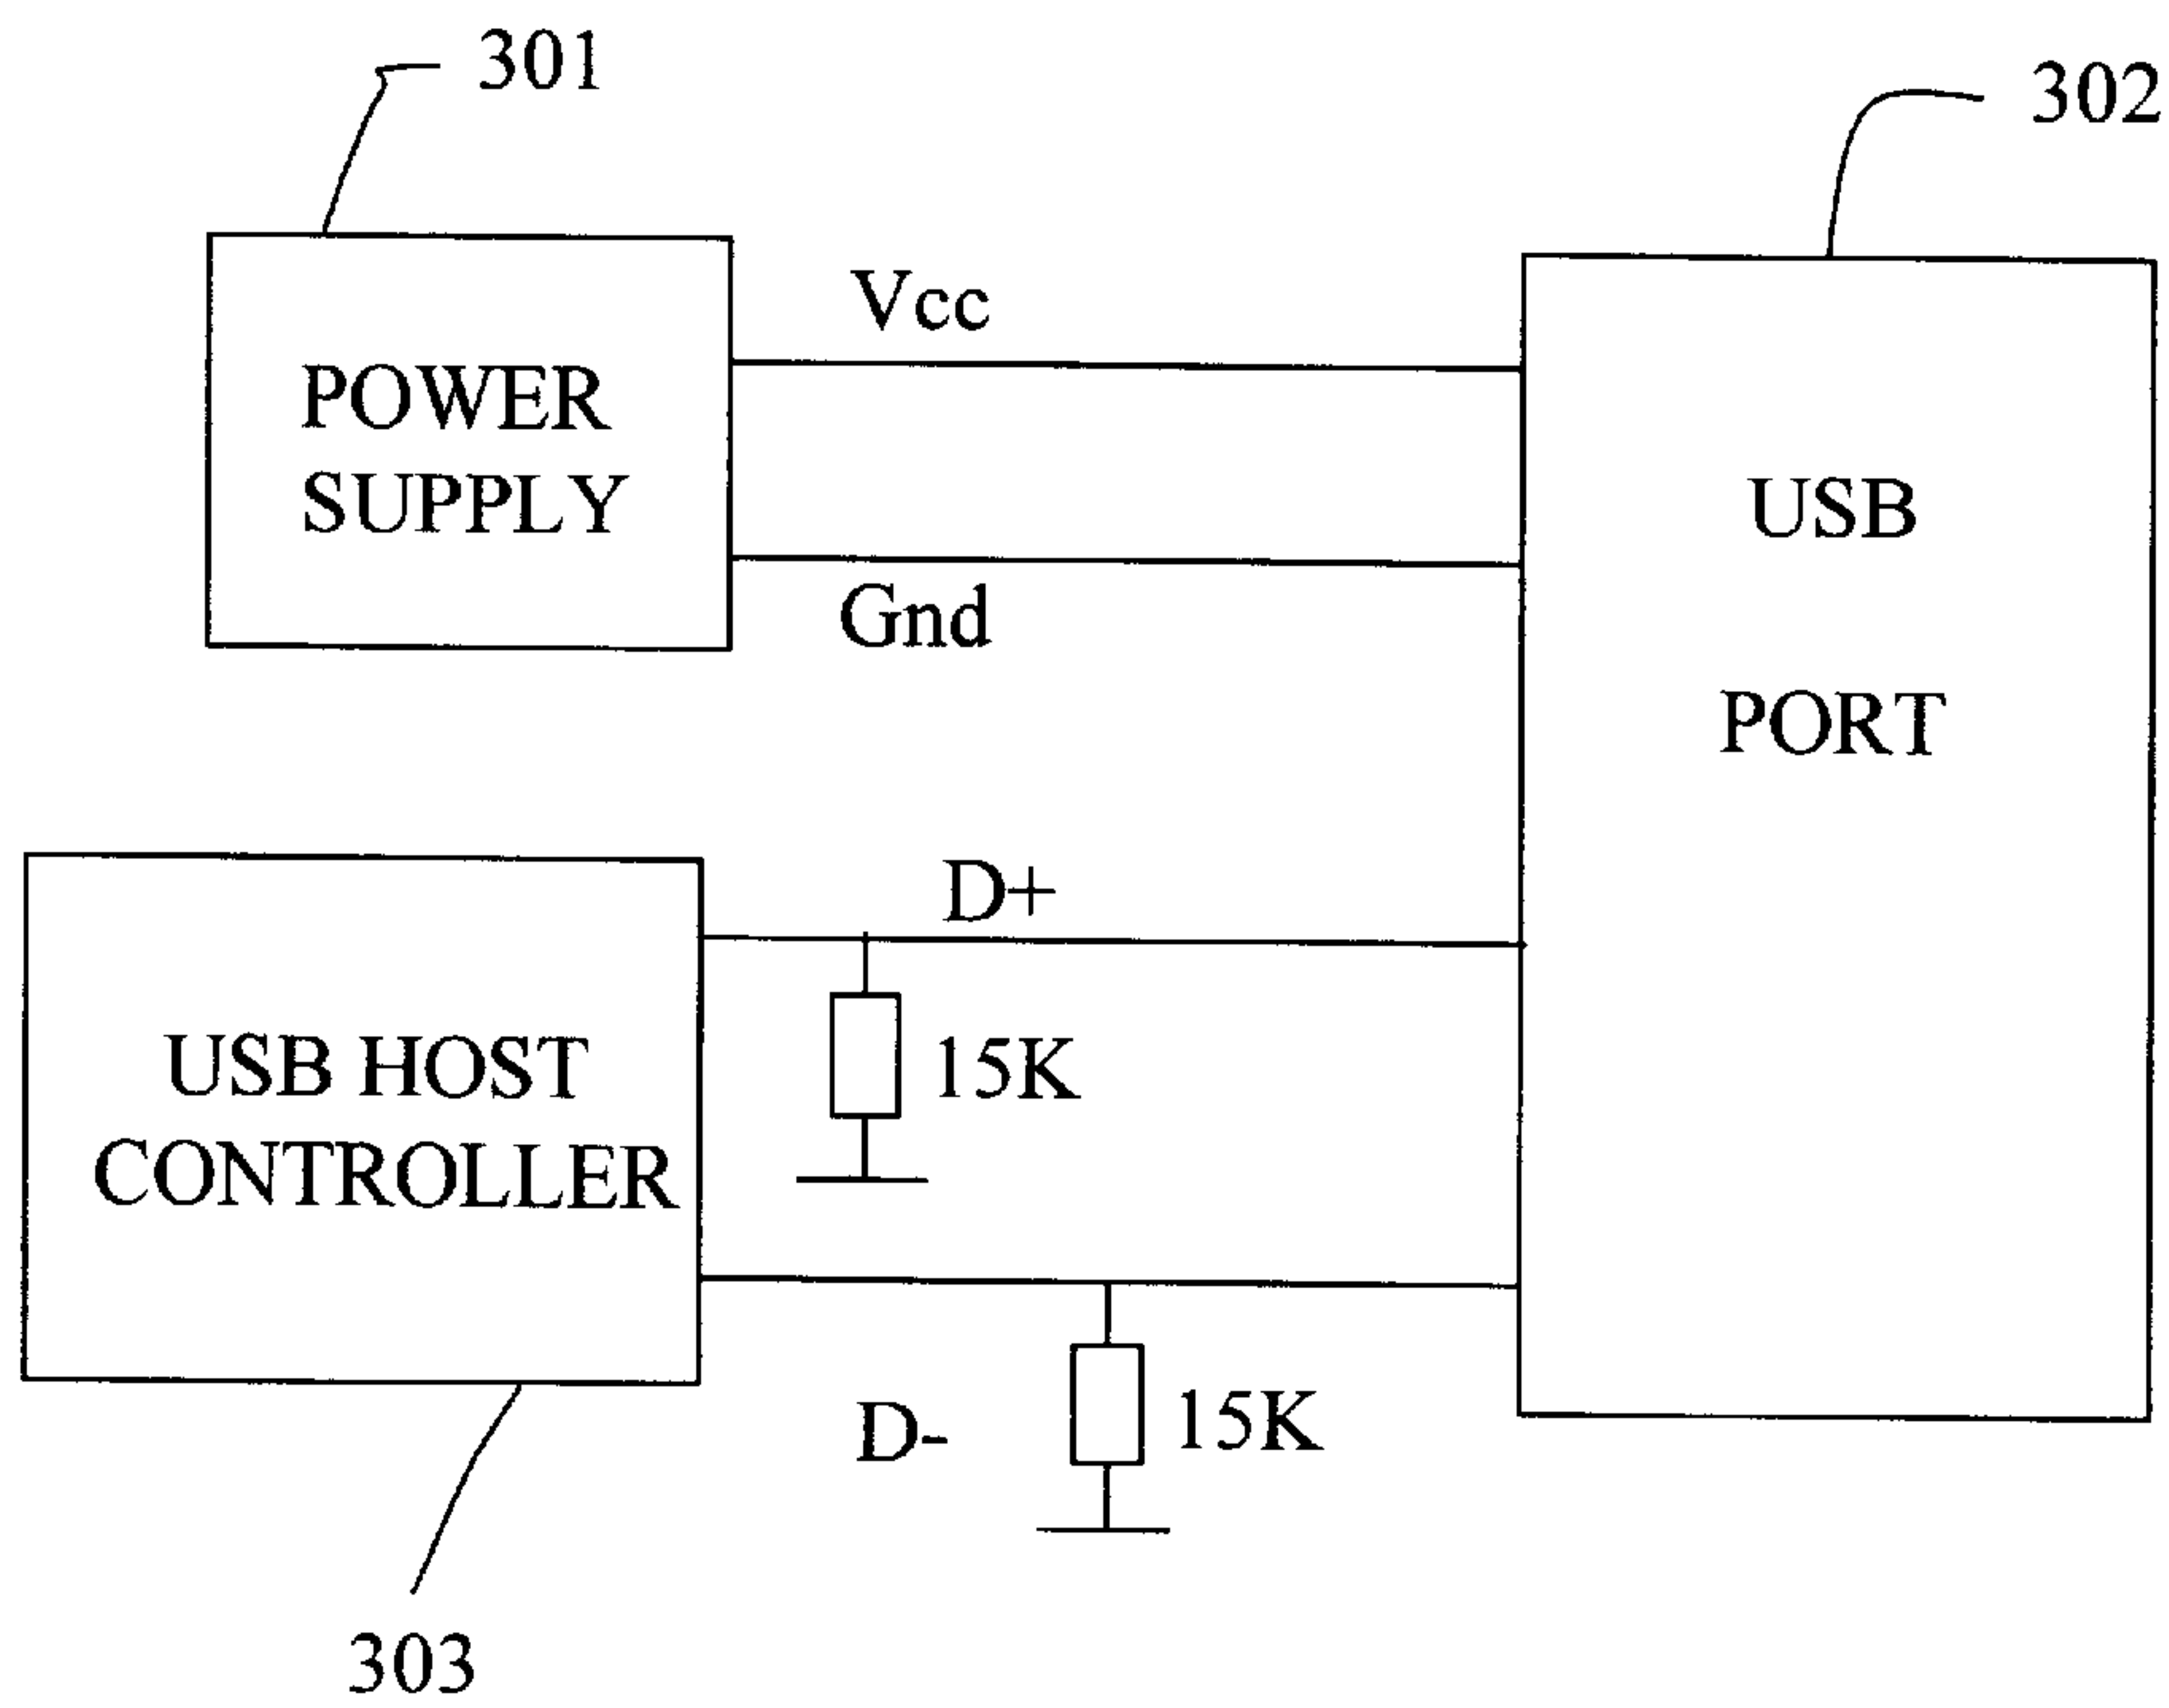 301
302
Vcc
POWER
SUPPLY
USB
Gnd
PORT
D+
USB HOST
15K
CONTROLLER
D-
15K
303